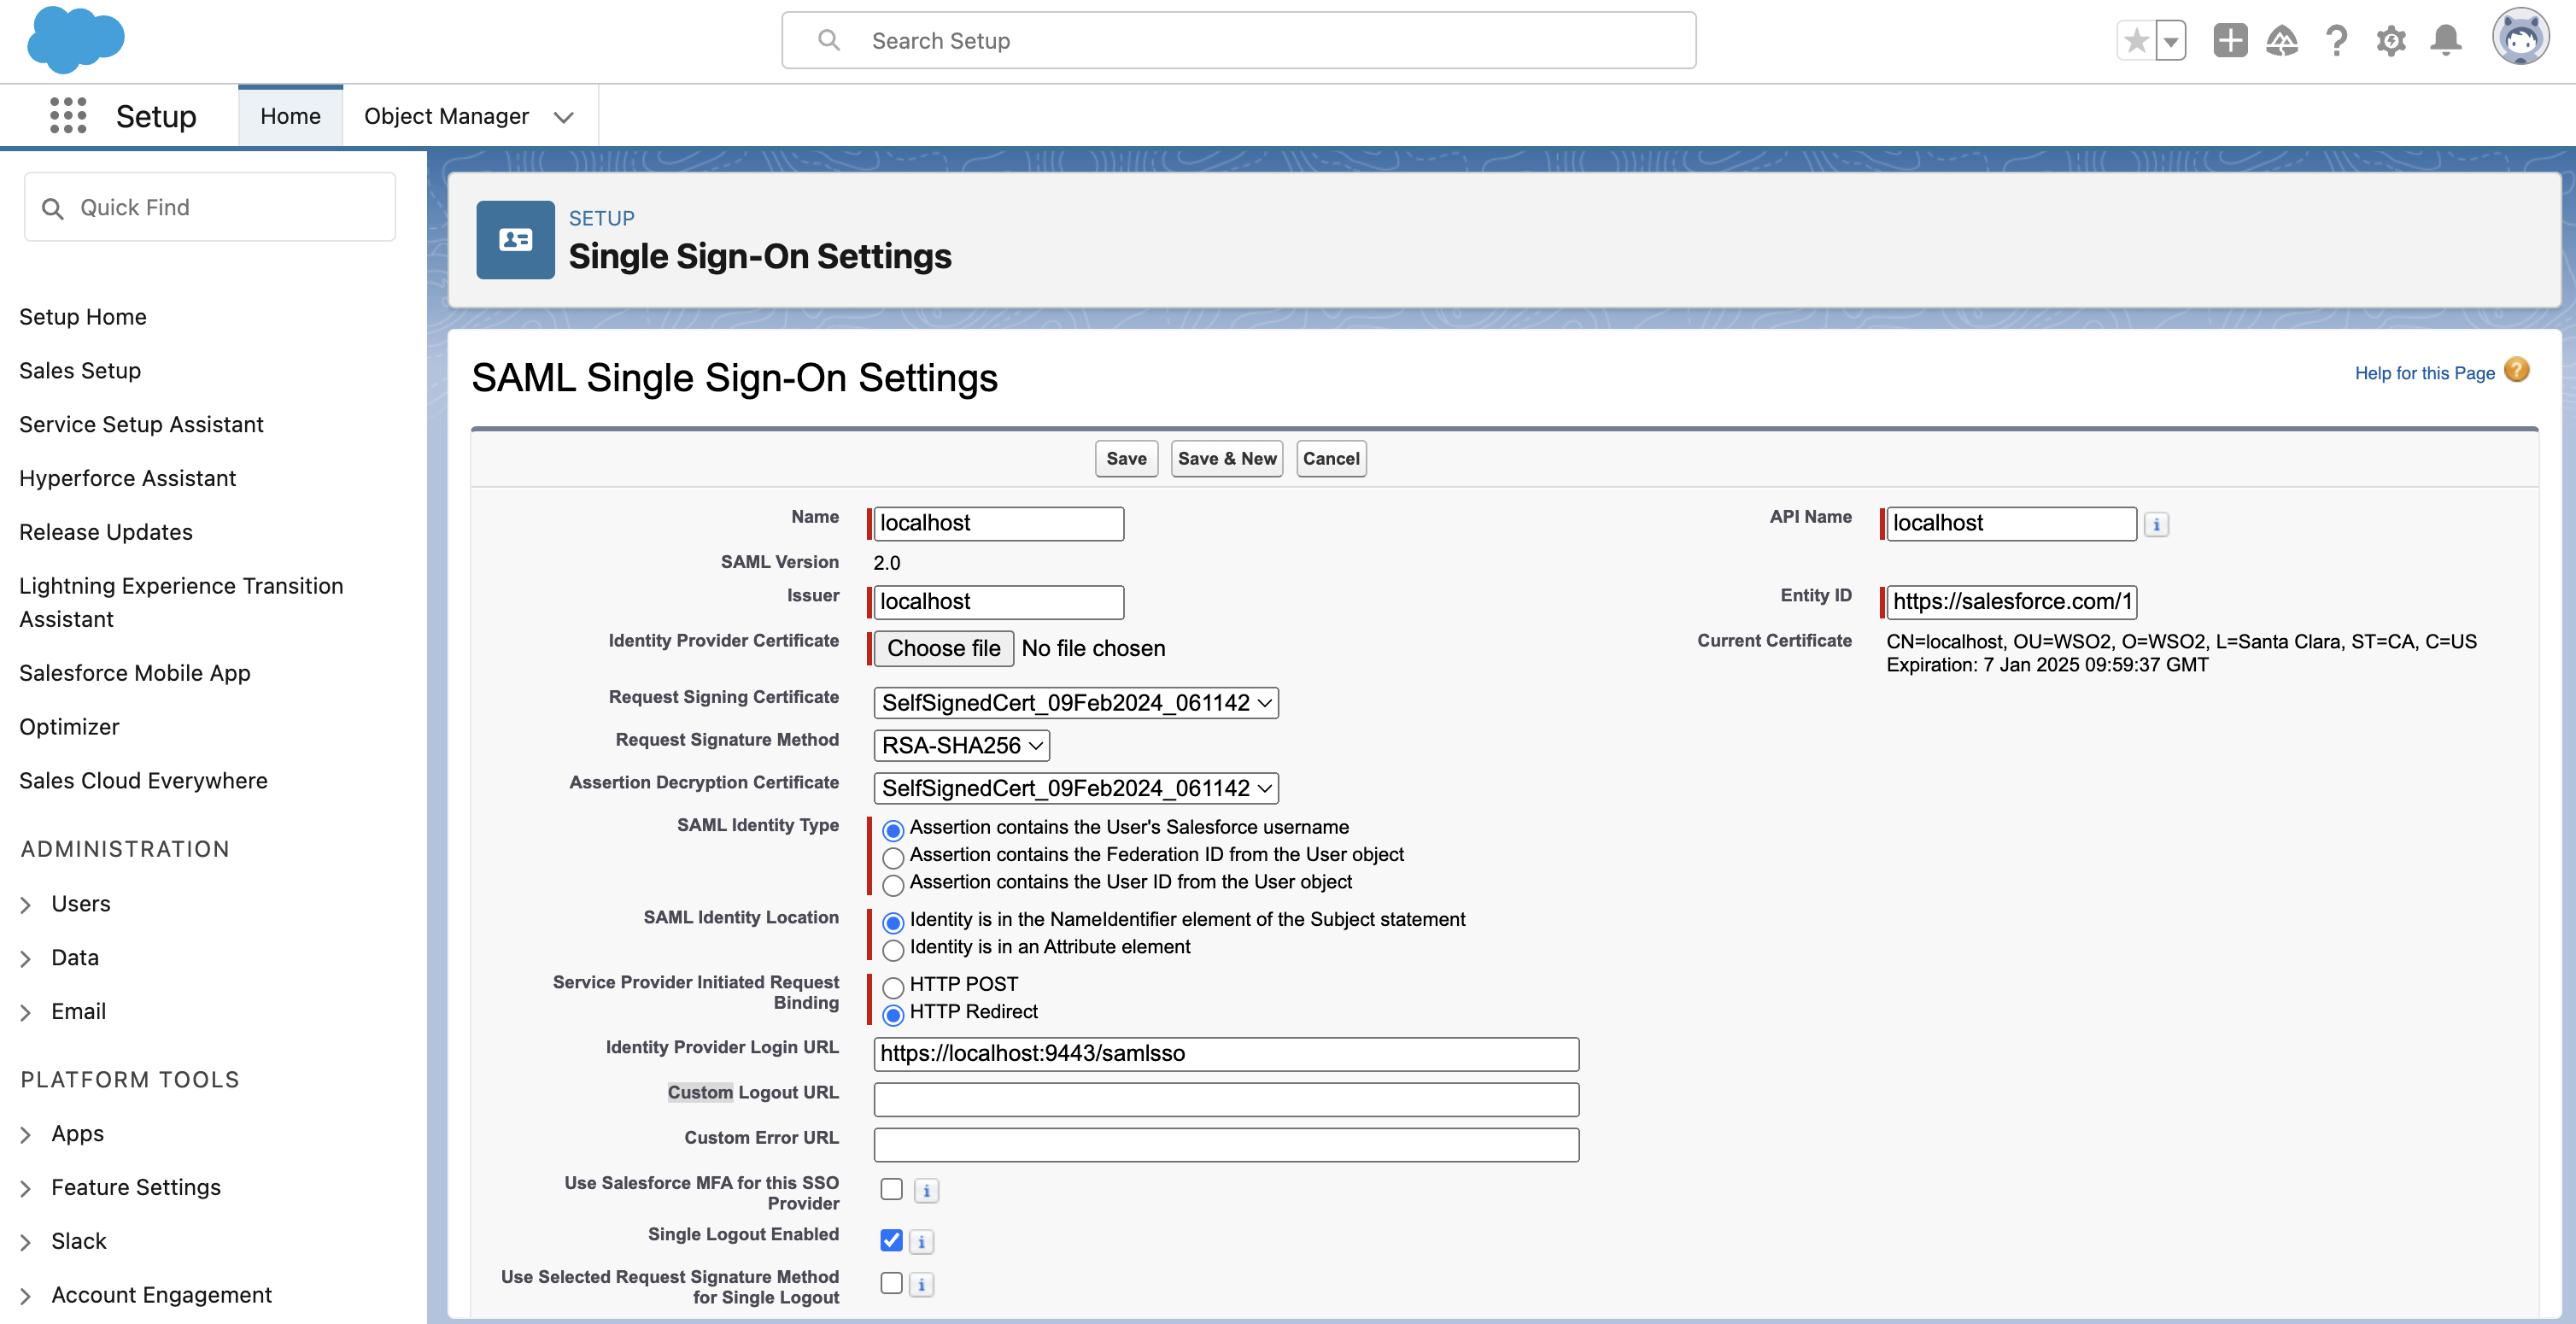 Search Setup
Setup
Home
Object Manager
Quick Find
Setup Home
Sales Setup
Service Setup Assistant
Hyperforce Assistant
Release Updates
Lightning Experience Transition
Assistant
Salesforce Mobile App
Optimizer
Sales Cloud Everywhere
ADMINISTRATION
Users
Data
Email
PLATFORM TOOLS
Apps
Feature Settings
Slack
Account Engagement
SETUP
Single Sign-On Settings
SAML Single Sign-On Settings
Help for this Page ?
Save
Save & New
Cancel
Name localhost
API Name localhost
SAML Version 2.0
Issuer localhost
Entity ID https://salesforce.com/1
Identity Provider Certificate Choose file No file chosen
Current Certificate CN=localhost, OU=WSO2, O=WSO2, L=Santa Clara, ST=CA, C=US
Expiration: 7 Jan 2025 09:59:37 GMT
Request Signing Certificate SelfSignedCert_09Feb2024_061142
Request Signature Method RSA-SHA256
Assertion Decryption Certificate SelfSignedCert_09Feb2024_061142
SAML Identity Type Assertion contains the User's Salesforce username
Assertion contains the Federation ID from the User object
Assertion contains the User ID from the User object
SAML Identity Location Identity is in the NameIdentifier element of the Subject statement
Identity is in an Attribute element
Service Provider Initiated Request
Binding
HTTP POST
HTTP Redirect
Identity Provider Login URL https://localhost:9443/samlsso
Custom Logout URL
Custom Error URL
Use Salesforce MFA for this SSO
Provider
Single Logout Enabled
Use Selected Request Signature Method
for Single Logout